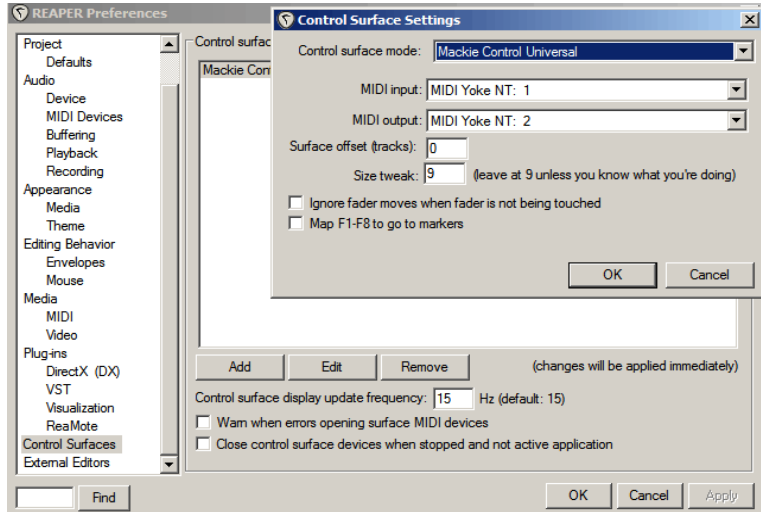 REAPER Preferences
Project
Defaults
Audio
Device
MIDI Devices
Buffering
Playback
Recording
Appearance
Media
Theme
Editing Behavior
Envelopes
Mouse
Media
MIDI
Video
Plug-ins
DirectX (DX)
VST
Visualization
ReaMote
Control Surfaces
External Editors
Find
Control surfac
Mackie Con
Control Surface Settings
Control surface mode: Mackie Control Universal
MIDI input: MIDI Yoke NT: 1
MIDI output: MIDI Yoke NT: 2
Surface offset (tracks): 0
Size tweak: 9 (leave at 9 unless you know what you're doing)
Ignore fader moves when fader is not being touched
Map F1-F8 to go to markers
OK Cancel
Add Edit Remove (changes will be applied immediately)
Control surface display update frequency: 15 Hz (default: 15)
Warn when errors opening surface MIDI devices
Close control surface devices when stopped and not active application
OK Cancel Apply